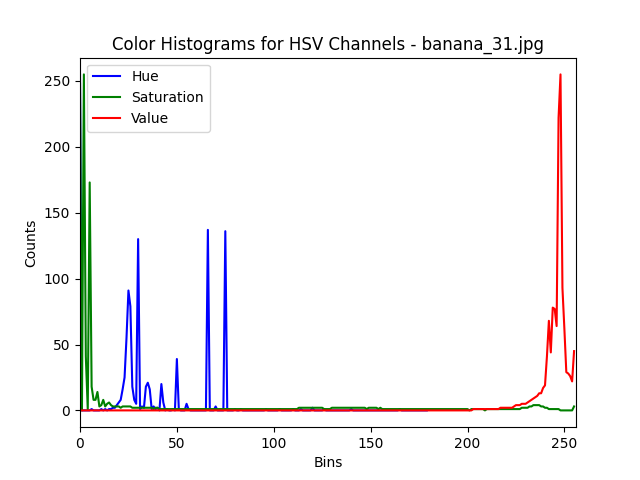 Color Histograms for HSV Channels - banana_31.jpg
Hue
Saturation
Value
250
200
150
100
50
0
Counts
0 50 100 150 200 250
Bins